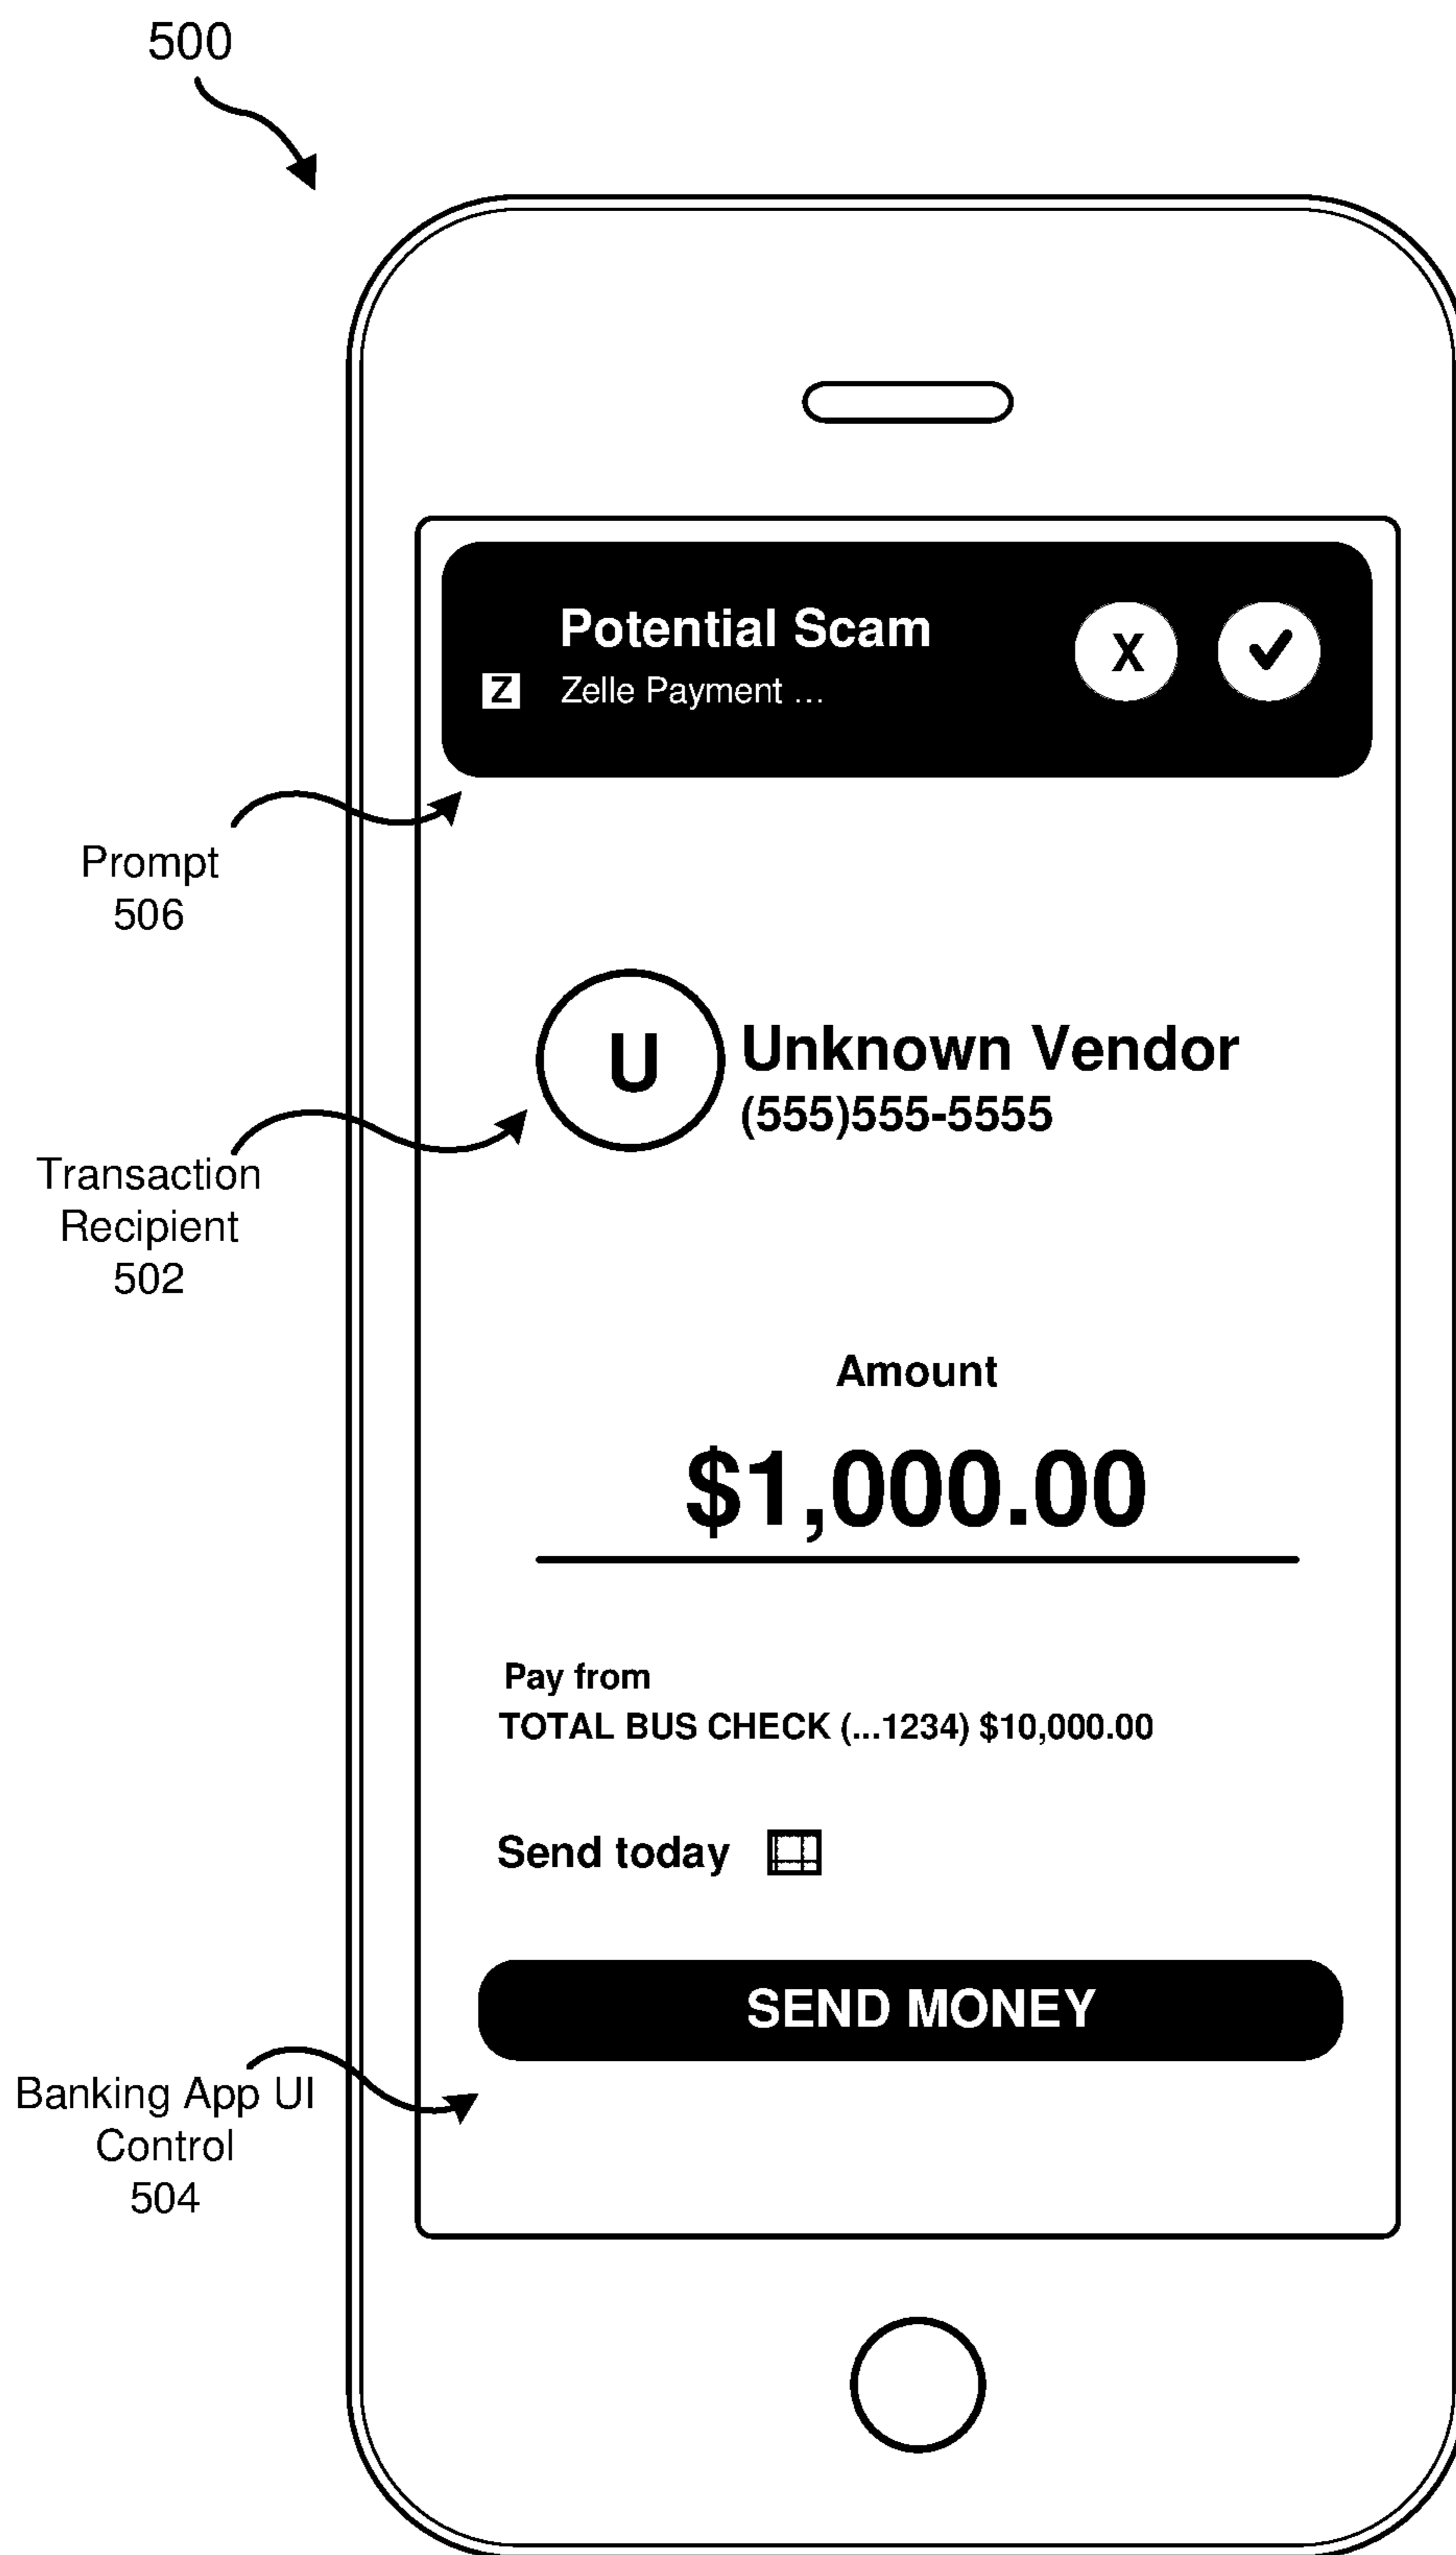 500
Potential Scam
X
Z
Zelle Payment ...
Prompt
506
U
Unknown Vendor
(555)555-5555
Transaction
Recipient
502
Amount
$1,000.00
Pay from
TOTAL BUS CHECK (...1234) $10,000.00
Send today
SEND MONEY
Banking App UI
Control
504